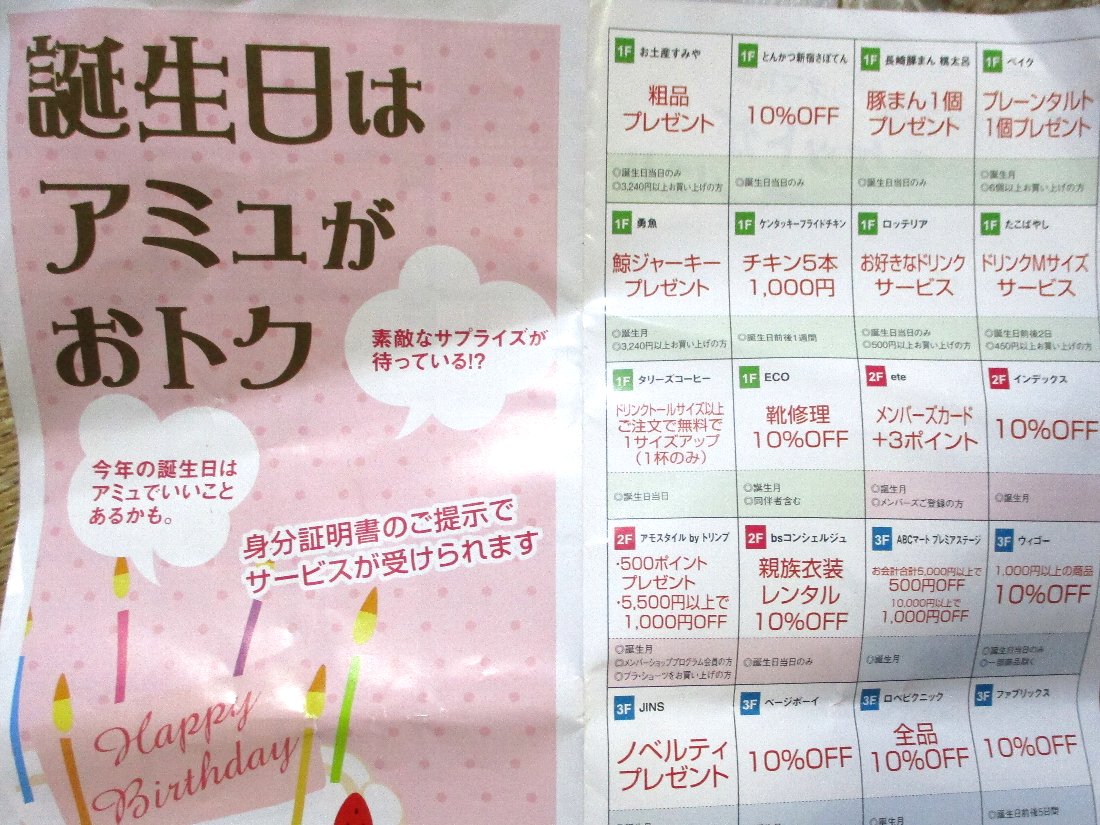 誕生日は
アミュが
おトク
素敵なサプライズが
待っている!?
今年の誕生日は
アミュでいいこと
あるかも。
身分証明書のご提示で
サービスが受けられます
Happy
Birthday
1F お土産すみや
粗品
プレゼント
◎誕生日当日のみ
◎3,240円以上お買い上げの方
1F とんかつ新宿さぼてん
10%OFF
◎誕生日当日のみ
1F 長崎豚まん 桃太呂
豚まん1個
プレゼント
◎誕生日当日のみ
1F ベイク
プレーンタルト
1個プレゼント
◎誕生月
◎6個以上お買い上げの方
1F 勇魚
鯨ジャーキー
プレゼント
◎誕生月
◎3,240円以上お買い上げの方
1F ケンタッキーフライドチキン
チキン5本
1,000円
◎誕生日前後1週間
1F ロッテリア
お好きなドリンク
サービス
◎誕生日当日のみ
◎500円以上お買い上げの方
1F たこばやし
ドリンクMサイズ
サービス
◎誕生日前後2日
◎450円以上お買い上げの方
1F タリーズコーヒー
ドリンクトールサイズ以上
ご注文で無料で
1サイズアップ
(1杯のみ)
◎誕生日当日
1F ECO
靴修理
10%OFF
◎誕生月
◎同伴者含む
2F ete
メンバーズカード
+3ポイント
◎誕生月
◎メンバーズご登録の方
2F インデックス
10%OFF
◎誕生月
2F アモスタイル by トリンプ
・500ポイント
プレゼント
・5,500円以上で
1,000円OFF
◎誕生月
◎メンバーショッププログラム会員の方
◎ブラ・ショーツをお買い上げの方
2F bsコンシェルジュ
親族衣装
レンタル
10%OFF
◎誕生日当日のみ
3F ABCマート プレミアステージ
お会計合計5,000円以上で
500円OFF
10,000円以上で
1,000円OFF
◎誕生月
3F ウィゴー
1,000円以上の商品
10%OFF
◎誕生日当日のみ
◎一部商品除く
3F JINS
ノベルティ
プレゼント
3F ページボーイ
10%OFF
3F ロペピクニック
全品
10%OFF
◎誕生月
3F ファブリックス
10%OFF
◎誕生日前後5日間